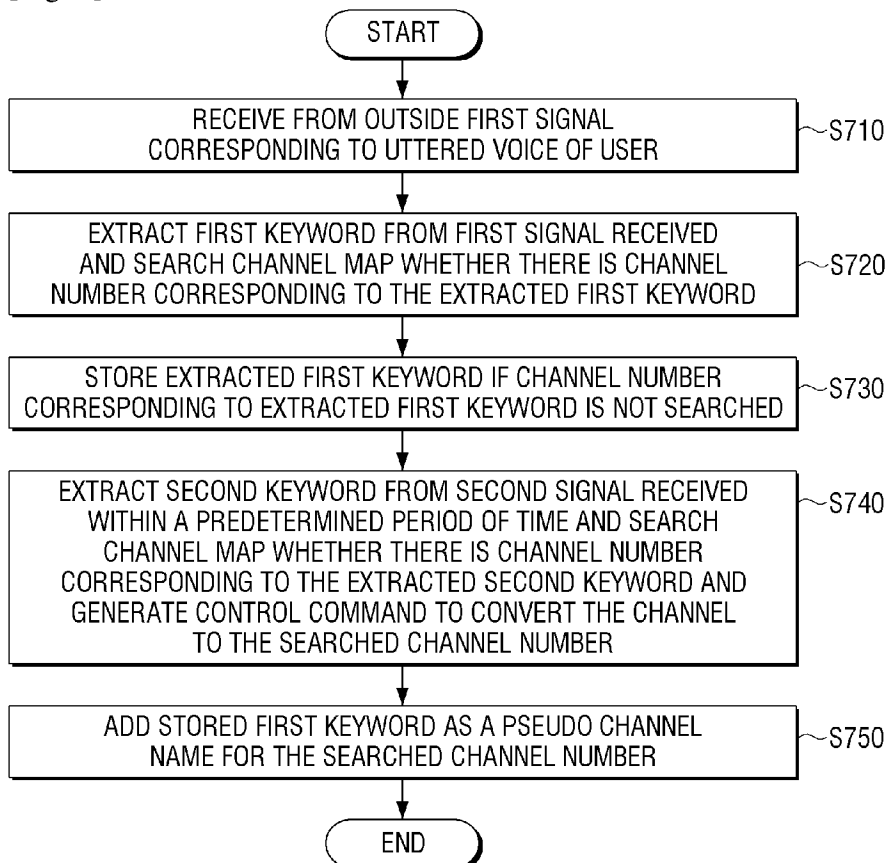 START
RECEIVE FROM OUTSIDE FIRST SIGNAL
CORRESPONDING TO UTTERED VOICE OF USER
S710
EXTRACT FIRST KEYWORD FROM FIRST SIGNAL RECEIVED
AND SEARCH CHANNEL MAP WHETHER THERE IS CHANNEL
NUMBER CORRESPONDING TO THE EXTRACTED FIRST KEYWORD
S720
STORE EXTRACTED FIRST KEYWORD IF CHANNEL NUMBER
CORRESPONDING TO EXTRACTED FIRST KEYWORD IS NOT SEARCHED
S730
EXTRACT SECOND KEYWORD FROM SECOND SIGNAL RECEIVED
WITHIN A PREDETERMINED PERIOD OF TIME AND SEARCH
CHANNEL MAP WHETHER THERE IS CHANNEL NUMBER
CORRESPONDING TO THE EXTRACTED SECOND KEYWORD AND
GENERATE CONTROL COMMAND TO CONVERT THE CHANNEL
TO THE SEARCHED CHANNEL NUMBER
S740
ADD STORED FIRST KEYWORD AS A PSEUDO CHANNEL
NAME FOR THE SEARCHED CHANNEL NUMBER
S750
END